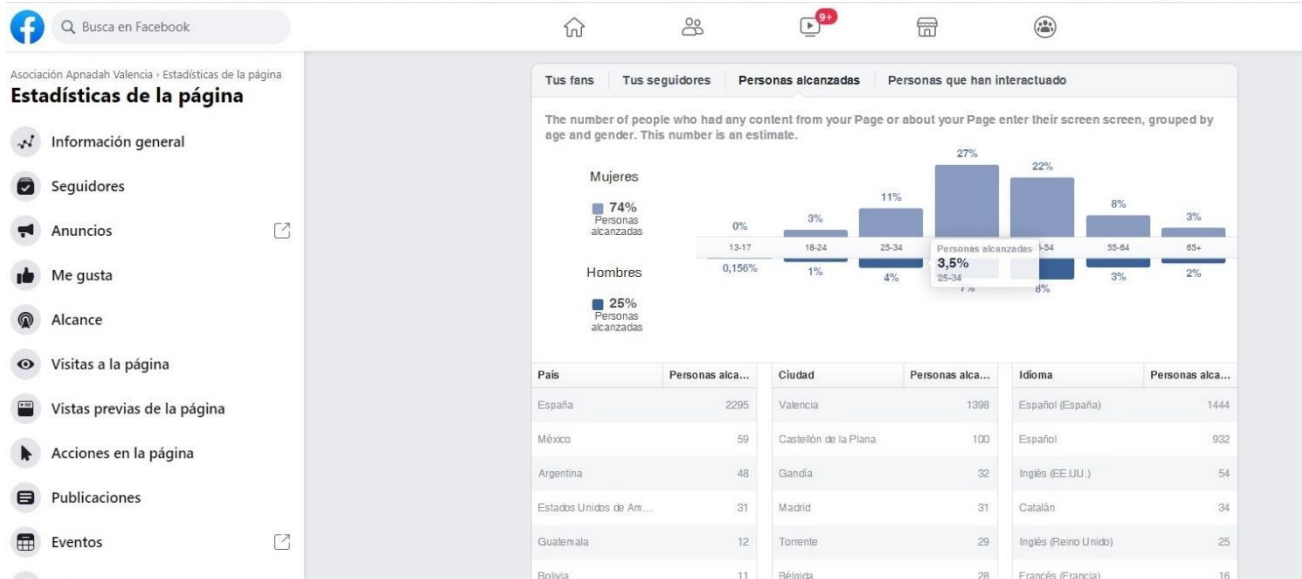 Busca en Facebook
9+
Asociación Apnadah Valencia › Estadísticas de la página
Estadísticas de la página
Información general
Seguidores
Anuncios
Me gusta
Alcance
Visitas a la página
Vistas previas de la página
Acciones en la página
Publicaciones
Eventos
Tus fans Tus seguidores Personas alcanzadas Personas que han interactuado
The number of people who had any content from your Page or about your Page enter their screen screen, grouped by
age and gender. This number is an estimate.
Mujeres
74%
Personas
alcanzadas
0% 3% 11% 27% 22% 8% 3%
13-17 18-24 25-34 55-64 65+
Hombres
25%
Personas
alcanzadas
0,156% 1% 4% 7% 8% 3% 2%
Personas alcanzadas
3,5%
25-34
País Personas alca... Ciudad Personas alca... Idioma Personas alca...
España 2295 Valencia 1398 Español (España) 1444
México 59 Castellón de la Plana 100 Español 932
Argentina 48 Gandía 32 Inglés (EE.UU.) 54
Estados Unidos de Am... 31 Madrid 31 Catalán 34
Guatemala 12 Torrente 29 Inglés (Reino Unido) 25
Bolivia 11 Bélgida 28 Francés (Francia) 16